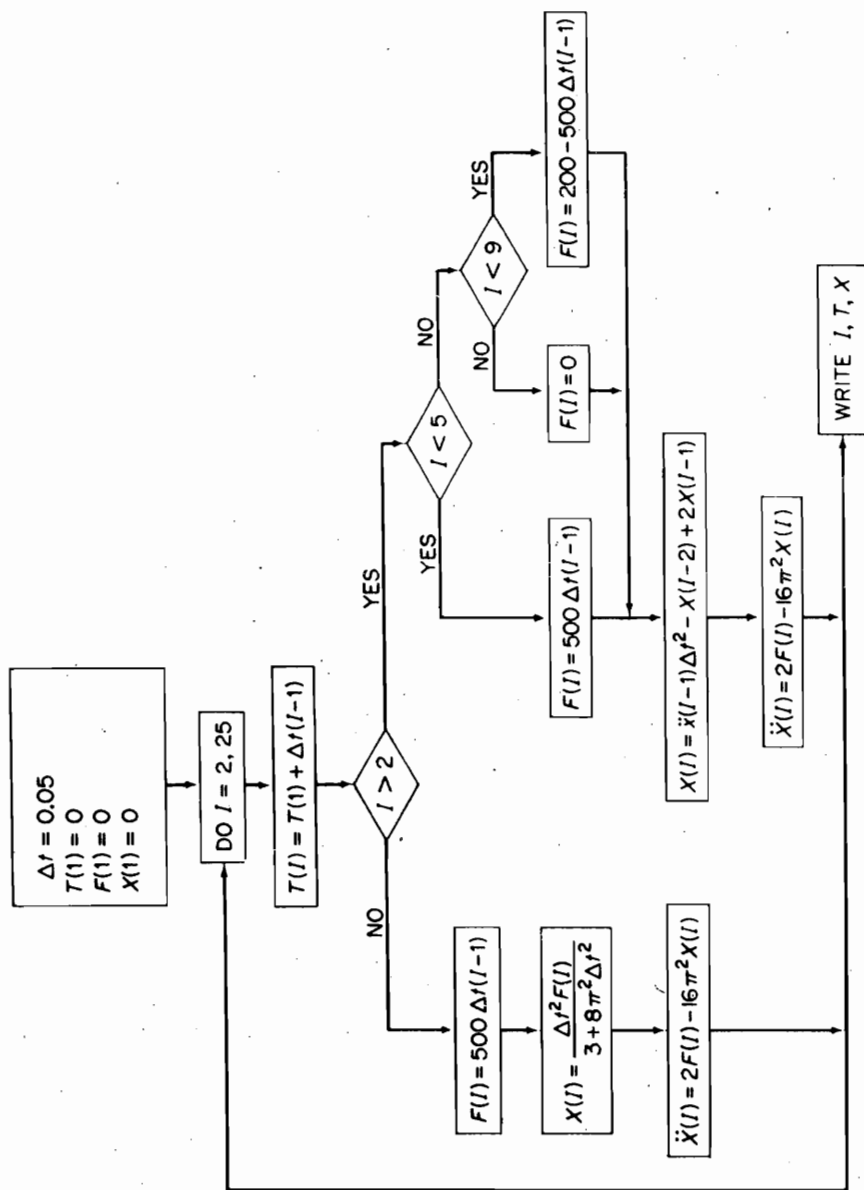 Δt = 0.05
T(1) = 0
F(1) = 0
X(1) = 0
DO I = 2, 25
T(I) = T(1) + Δt(I−1)
I > 2
NO
YES
F(I) = 500 Δt(I−1)
X(I) = Δt²F(I) / 3 + 8π²Δt²
Ẍ(I) = 2F(I) − 16π²X(I)
I < 5
YES
NO
F(I) = 500 Δt(I−1)
I < 9
NO
YES
F(I) = 0
F(I) = 200 − 500 Δt(I−1)
X(I) = ẍ(I−1)Δt² − X(I−2) + 2X(I−1)
Ẍ(I) = 2F(I) − 16π²X(I)
WRITE I, T, X